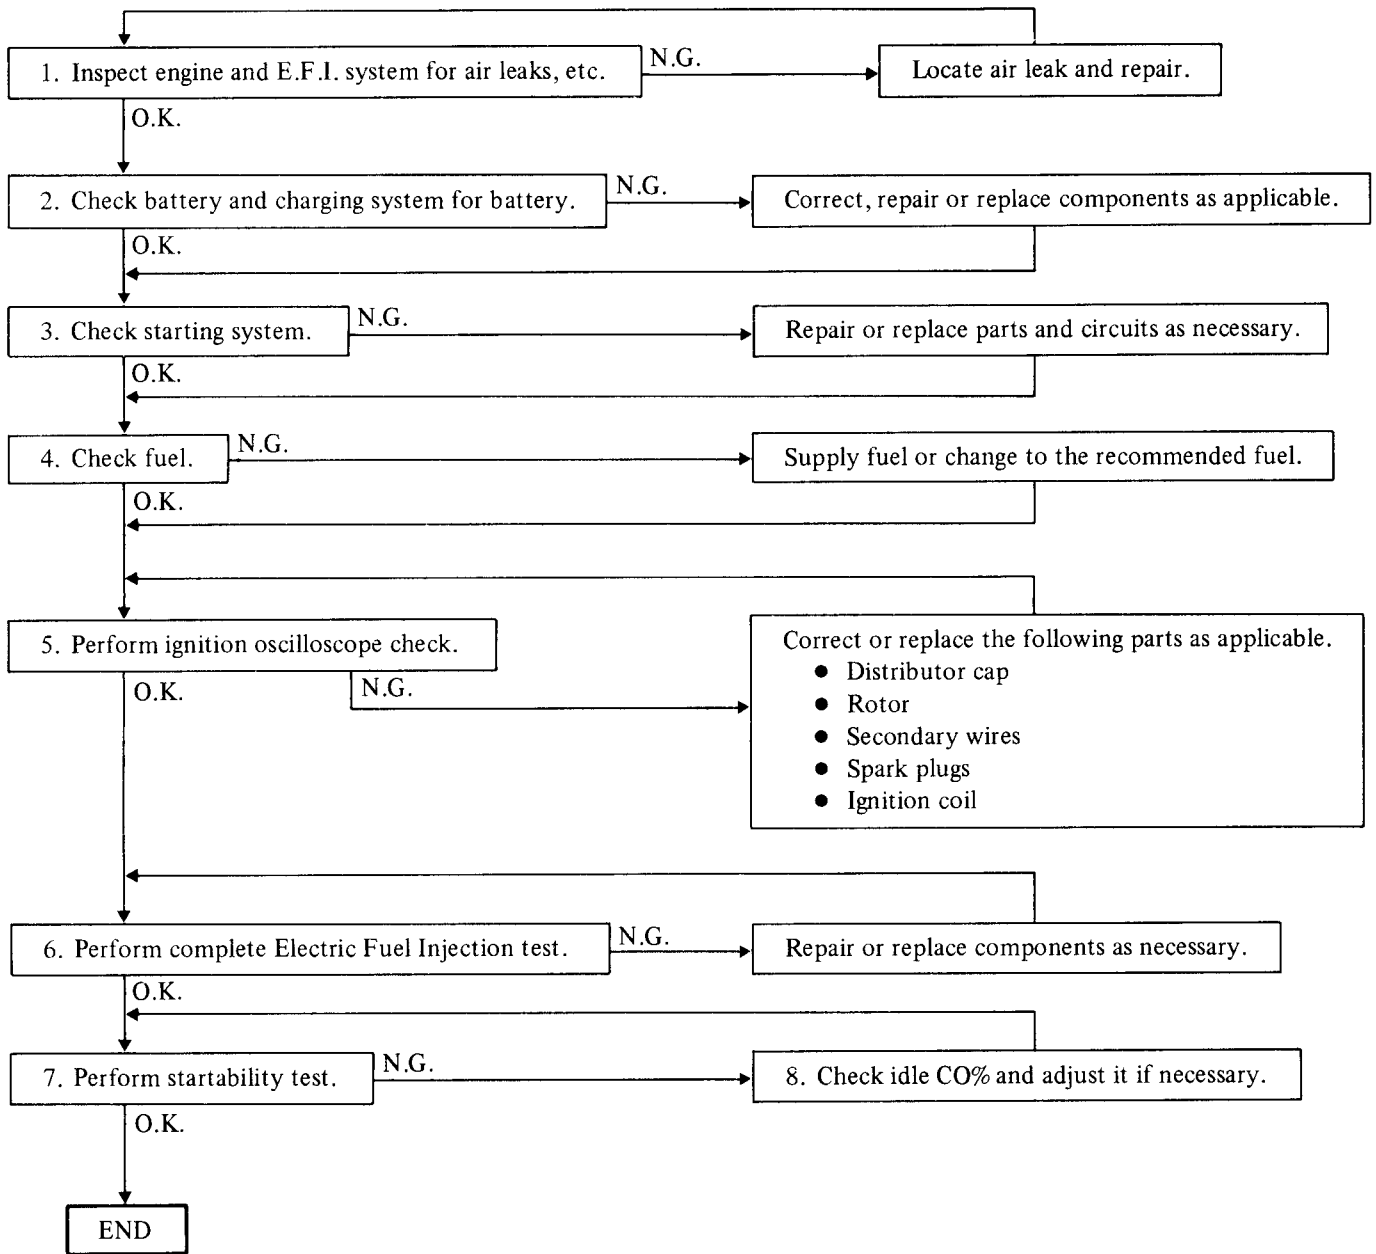 1. Inspect engine and E.F.I. system for air leaks, etc.
N.G.
Locate air leak and repair.
O.K.
2. Check battery and charging system for battery.
N.G.
Correct, repair or replace components as applicable.
O.K.
3. Check starting system.
N.G.
Repair or replace parts and circuits as necessary.
O.K.
4. Check fuel.
N.G.
Supply fuel or change to the recommended fuel.
O.K.
5. Perform ignition oscilloscope check.
O.K.
N.G.
Correct or replace the following parts as applicable.
● Distributor cap
● Rotor
● Secondary wires
● Spark plugs
● Ignition coil
6. Perform complete Electric Fuel Injection test.
N.G.
Repair or replace components as necessary.
O.K.
7. Perform startability test.
N.G.
8. Check idle CO% and adjust it if necessary.
O.K.
END